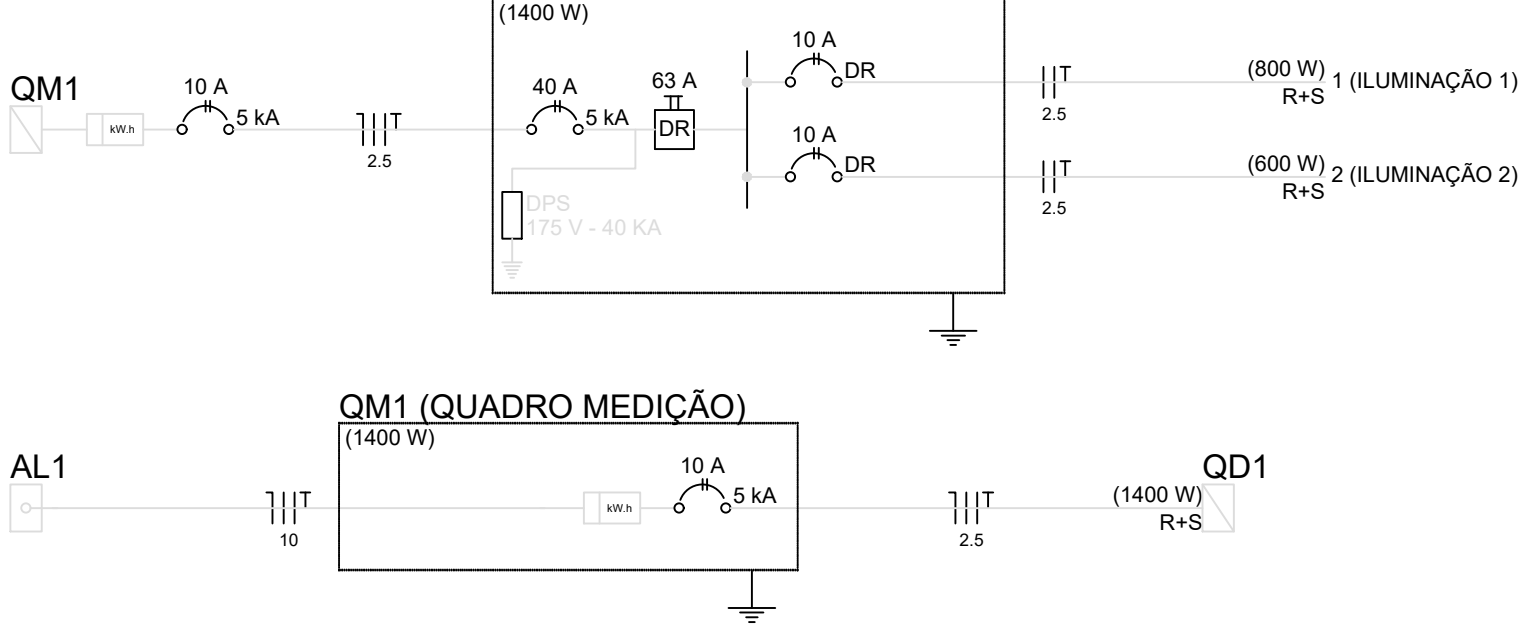 (1400 W)
QM1
kW.h
10 A
5 kA
T
2.5
40 A
5 kA
63 A
DR
DPS
175 V - 40 KA
10 A
DR
T
2.5
(800 W)
R+S
1 (ILUMINAÇÃO 1)
10 A
DR
T
2.5
(600 W)
R+S
2 (ILUMINAÇÃO 2)
QM1 (QUADRO MEDIÇÃO)
(1400 W)
AL1
T
10
kW.h
10 A
5 kA
T
2.5
(1400 W)
R+S
QD1